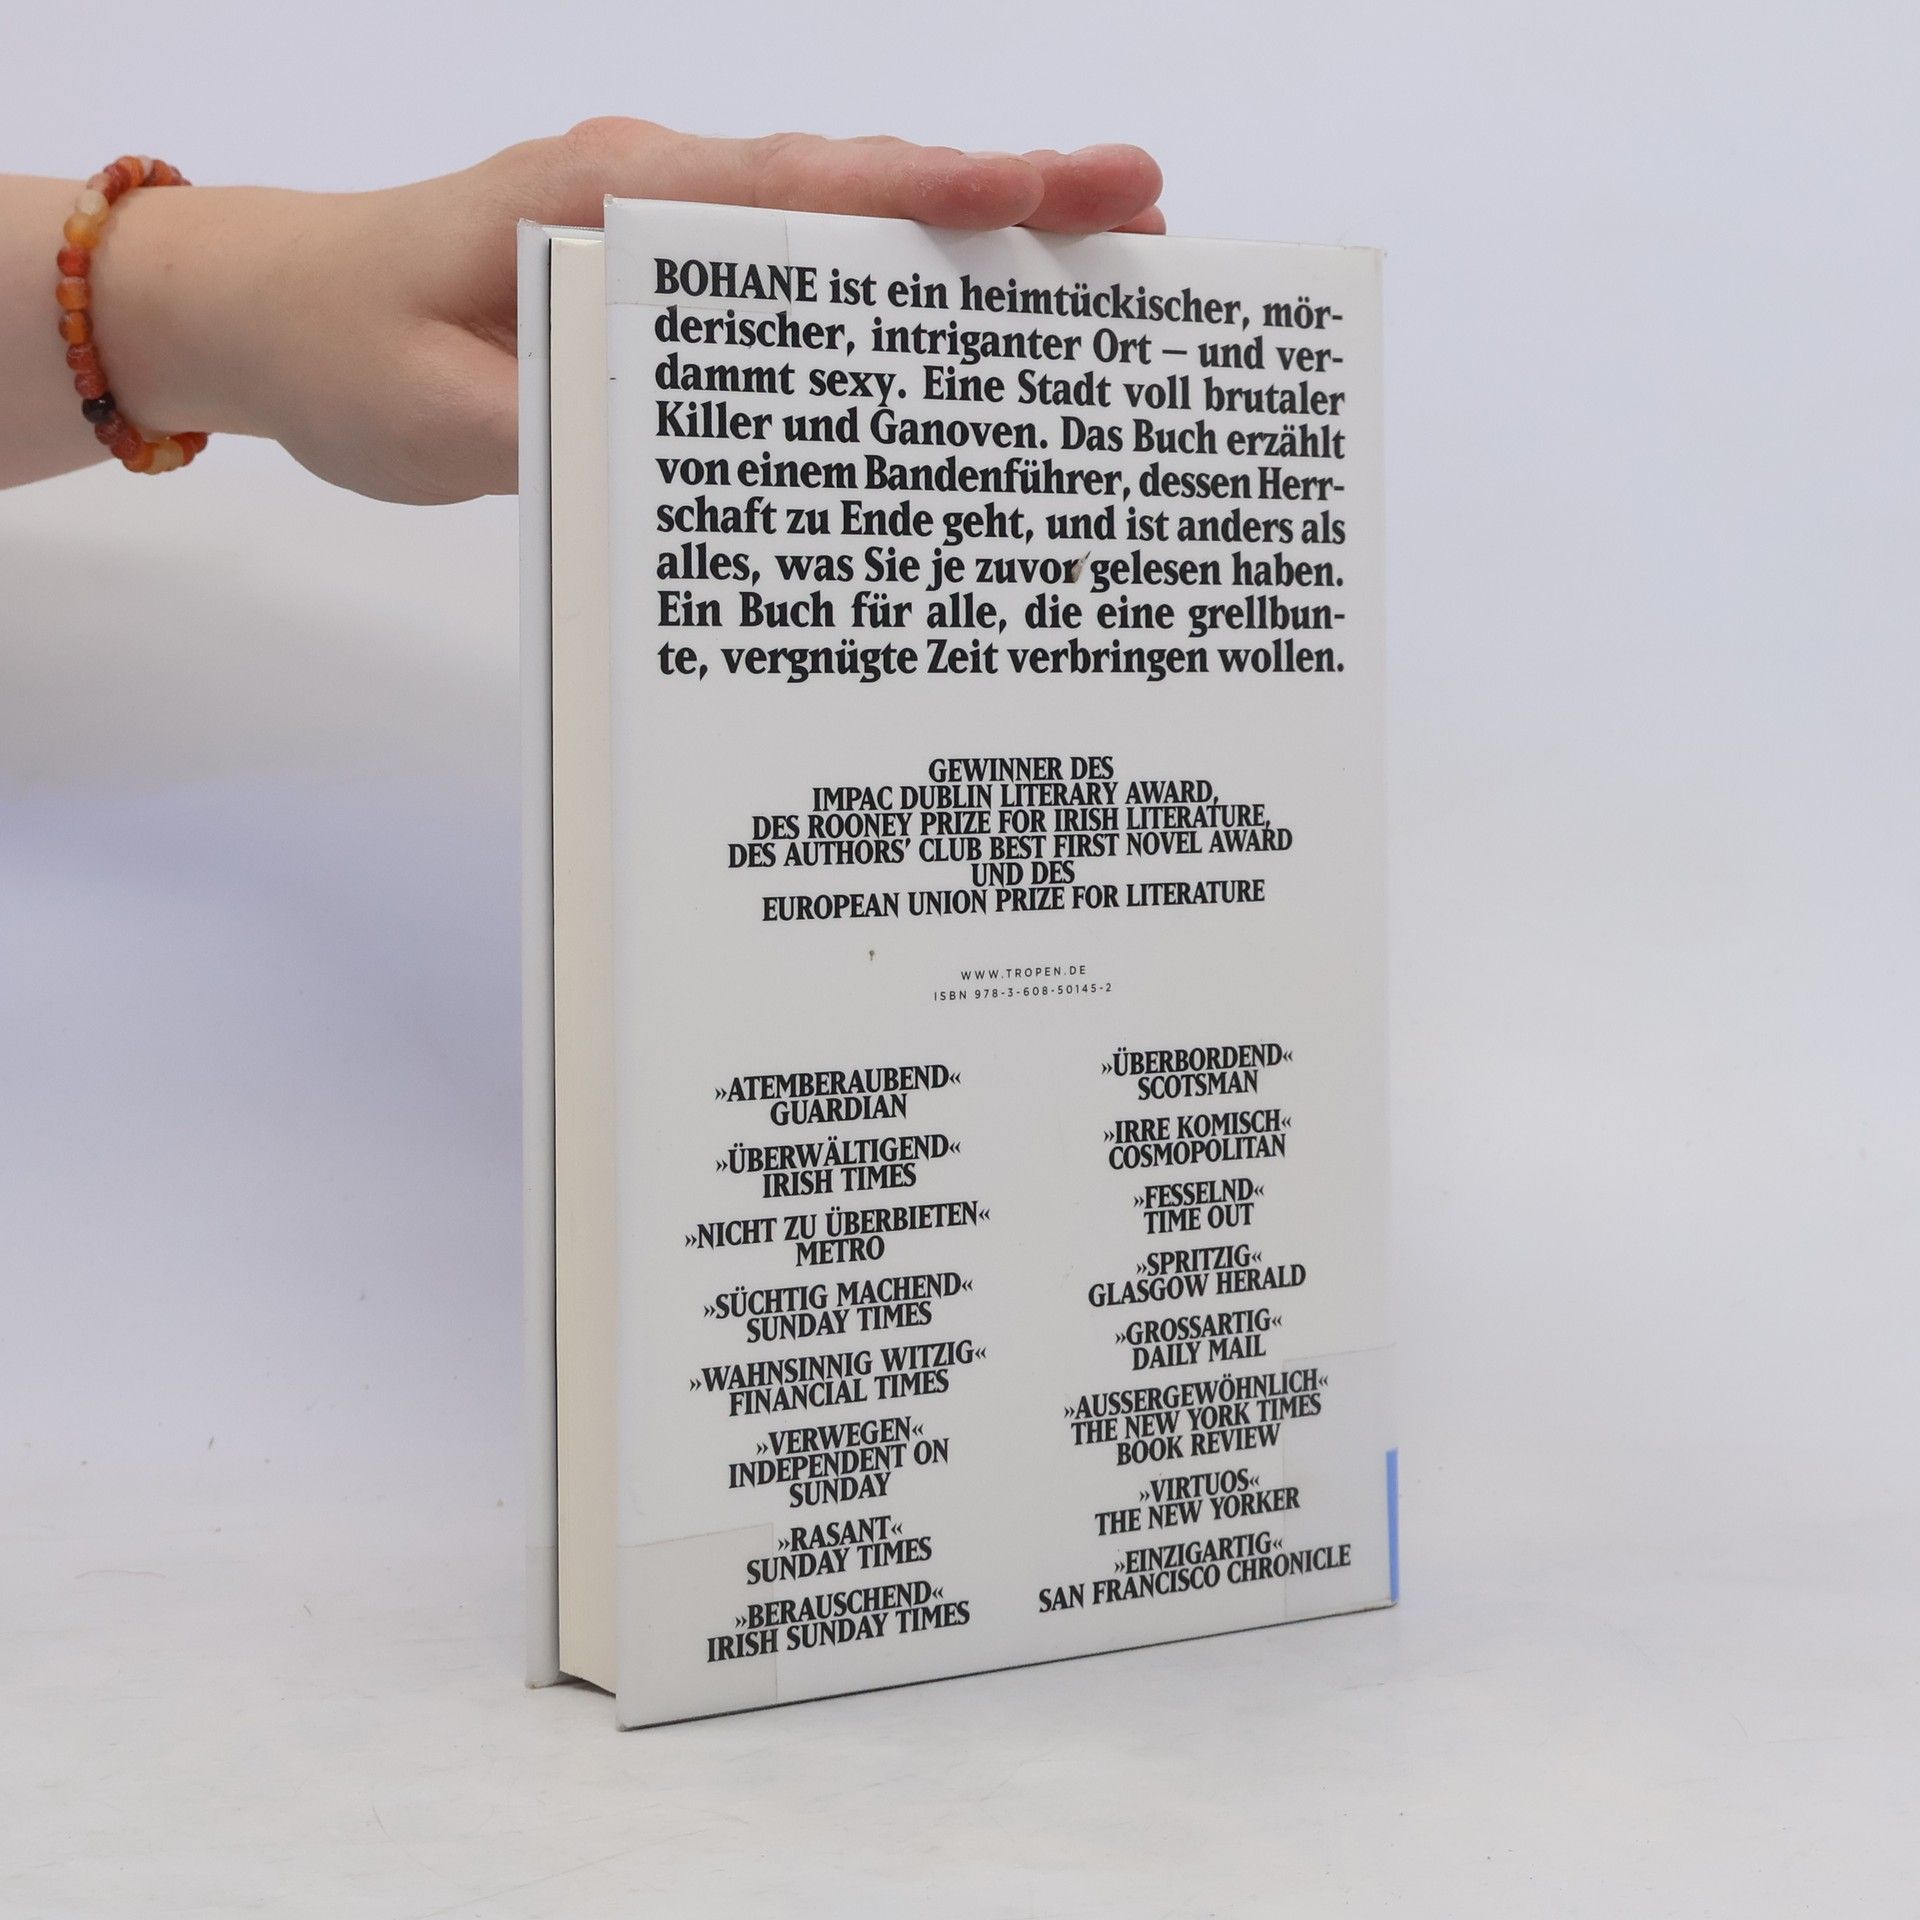 BOHANE ist ein heimtückischer, mör-
derischer, intriganter Ort – und ver-
dammt sexy. Eine Stadt voll brutaler
Killer und Ganoven. Das Buch erzählt
von einem Bandenführer, dessen Herr-
schaft zu Ende geht, und ist anders als
alles, was Sie je zuvor gelesen haben.
Ein Buch für alle, die eine grellbun-
te, vergnügte Zeit verbringen wollen.
GEWINNER DES
IMPAC DUBLIN LITERARY AWARD,
DES ROONEY PRIZE FOR IRISH LITERATURE,
DES AUTHORS' CLUB BEST FIRST NOVEL AWARD
UND DES
EUROPEAN UNION PRIZE FOR LITERATURE
WWW.TROPEN.DE
ISBN 978-3-608-50145-2
»ATEMBERAUBEND«
GUARDIAN
»ÜBERWÄLTIGEND«
IRISH TIMES
»NICHT ZU ÜBERBIETEN«
METRO
»SÜCHTIG MACHEND«
SUNDAY TIMES
»WAHNSINNIG WITZIG«
FINANCIAL TIMES
»VERWEGEN«
INDEPENDENT ON
SUNDAY
»RASANT«
SUNDAY TIMES
»BERAUSCHEND«
IRISH SUNDAY TIMES
»ÜBERBORDEND«
SCOTSMAN
»IRRE KOMISCH«
COSMOPOLITAN
»FESSELND«
TIME OUT
»SPRITZIG«
GLASGOW HERALD
»GROSSARTIG«
DAILY MAIL
»AUSSERGEWÖHNLICH«
THE NEW YORK TIMES
BOOK REVIEW
»VIRTUOS«
THE NEW YORKER
»EINZIGARTIG«
SAN FRANCISCO CHRONICLE